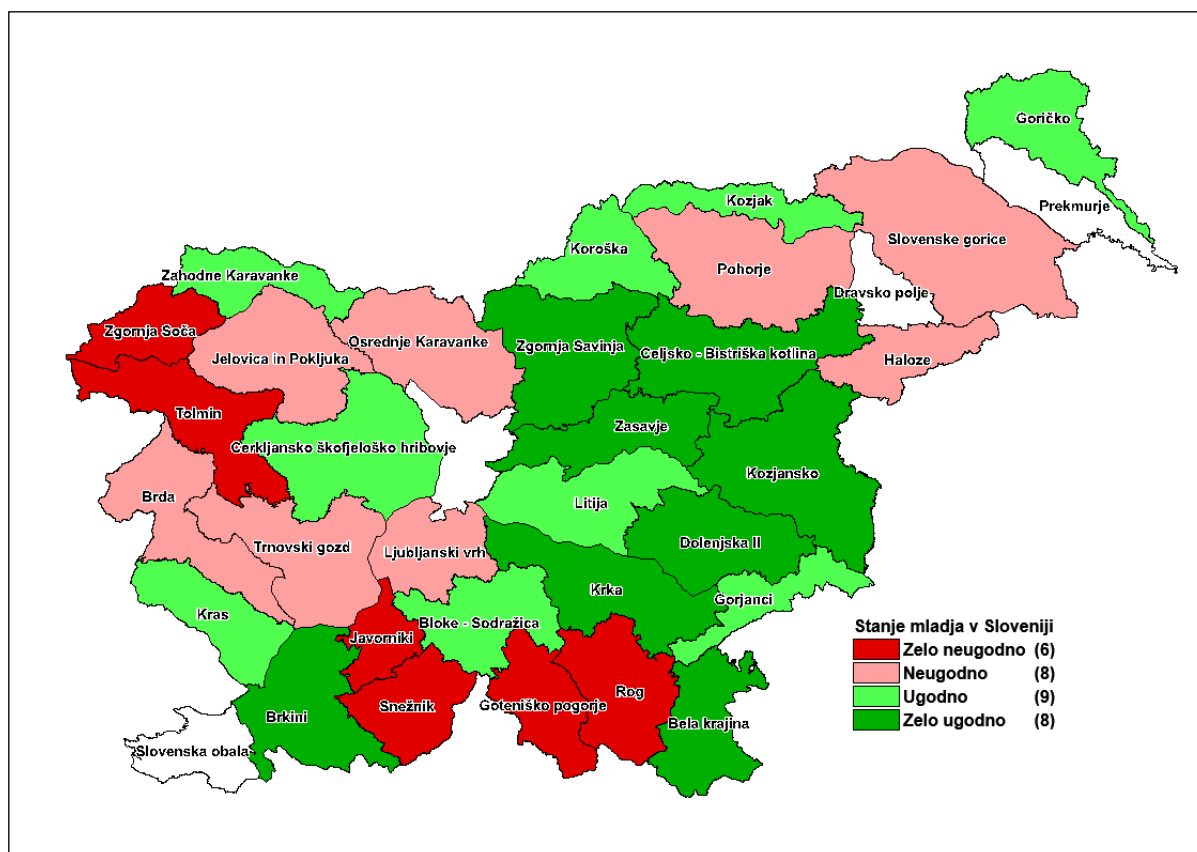 Goričko
Prekmurje
Kozjak
Slovenske gorice
Koroška
Pohorje
Zahodne Karavanke
Dravsko polje
Zgornja Soča
Osrednje Karavanke
Zgornja Savinja
Celjsko - Bistriška kotlina
Jelovica in Pokljuka
Haloze
Tolmin
Zasavje
Cerkljansko škofjeloško hribovje
Kozjansko
Brda
Litija
Dolenjska II
Trnovski gozd
Ljubljanski vrh
Krka
Gorjanci
Kras
Bloke - Sodražica
Javorniki
Rog
Snežnik
Goteniško pogorje
Brkini
Bela krajina
Slovenska obala
Stanje mladja v Sloveniji
Zelo neugodno (6)
Neugodno (8)
Ugodno (9)
Zelo ugodno (8)